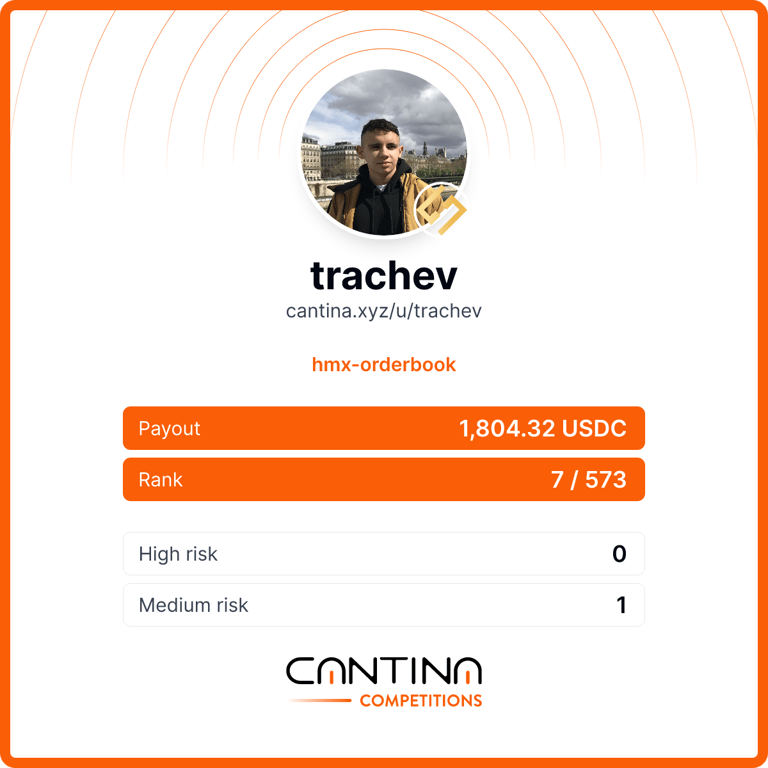 trachev
cantina.xyz/u/trachev
hmx-orderbook
Payout 1,804.32 USDC
Rank 7 / 573
High risk 0
Medium risk 1
CANTINA
COMPETITIONS